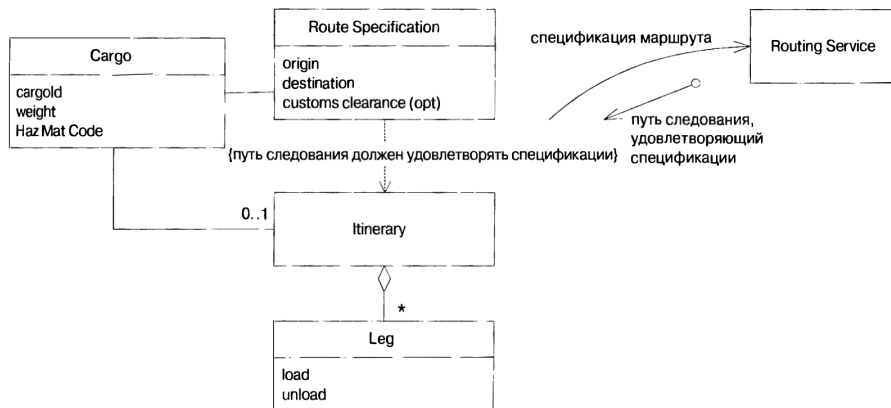 Cargo
cargoId
weight
Haz Mat Code
Route Specification
origin
destination
customs clearance (opt)
спецификация маршрута
Routing Service
путь следования,
удовлетворяющий
спецификации
{путь следования должен удовлетворять спецификации}
0..1
Itinerary
*
Leg
load
unload